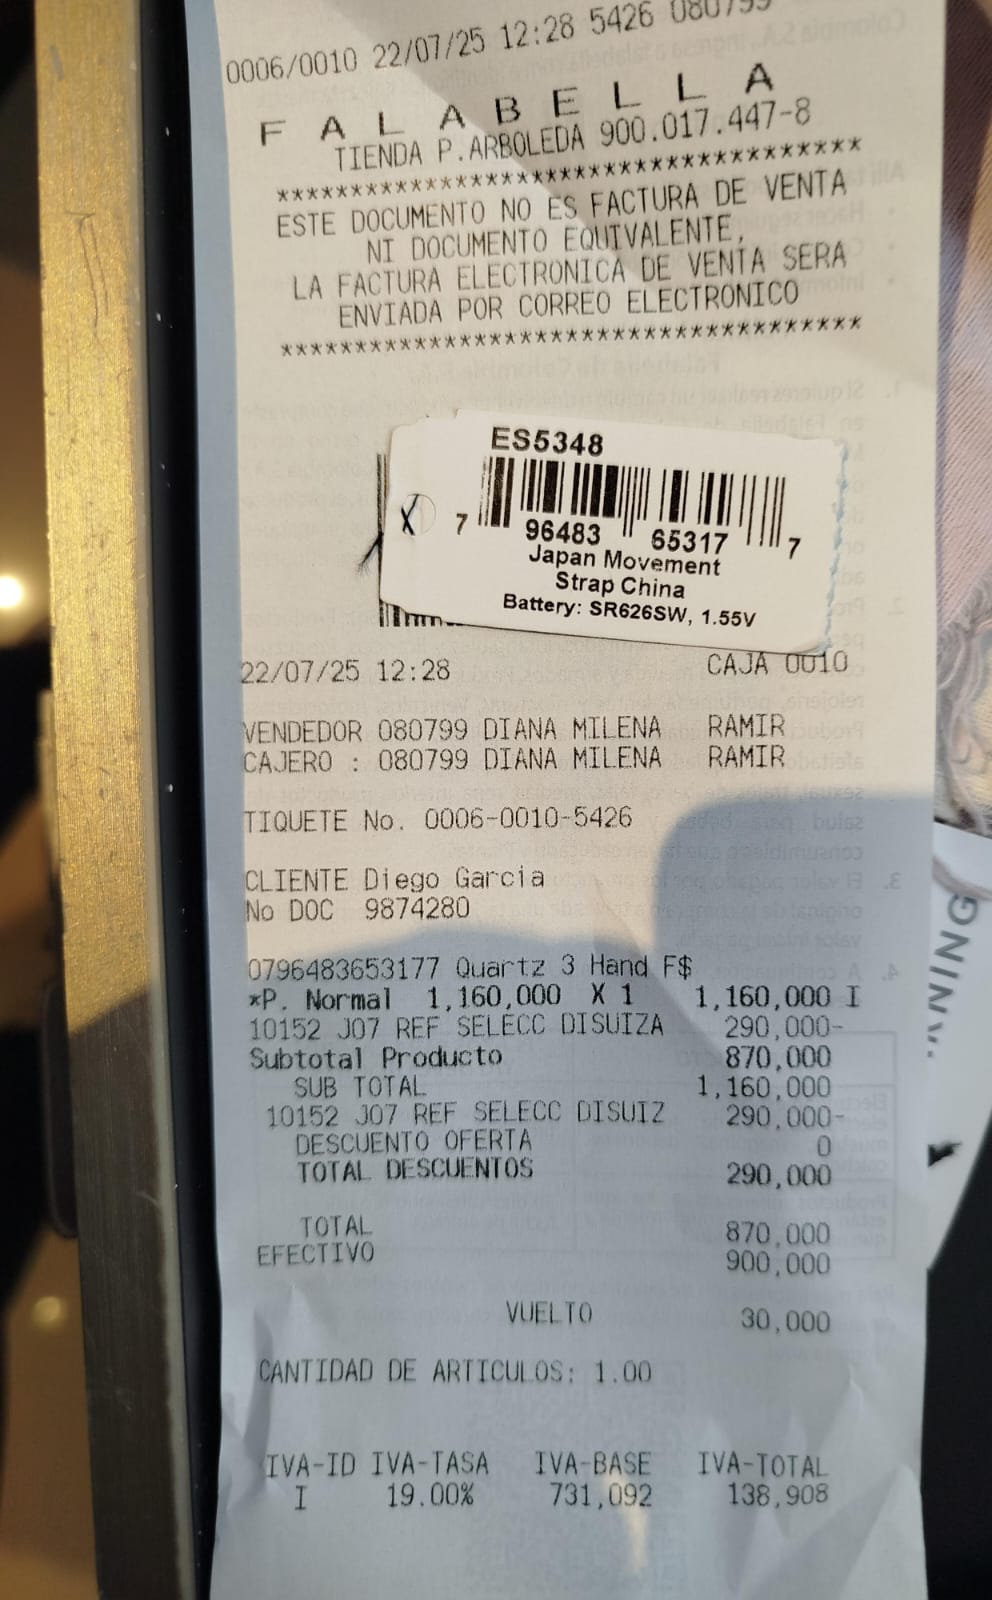 0006/0010 22/07/25 12:28 5426 080799
F A L A B E L L A
TIENDA P.ARBOLEDA 900.017.447-8
****************************************
ESTE DOCUMENTO NO ES FACTURA DE VENTA
NI DOCUMENTO EQUIVALENTE,
LA FACTURA ELECTRONICA DE VENTA SERA
ENVIADA POR CORREO ELECTRONICO
****************************************
ES5348
7 96483 65317 7
Japan Movement
Strap China
Battery: SR626SW, 1.55V
22/07/25 12:28 CAJA 0010
VENDEDOR 080799 DIANA MILENA RAMIR
CAJERO : 080799 DIANA MILENA RAMIR
TIQUETE No. 0006-0010-5426
CLIENTE Diego Garcia
No DOC 9874280
0796483653177 Quartz 3 Hand F$
*P. Normal 1,160,000 X 1 1,160,000 I
10152 J07 REF SELECC DISUIZA 290,000-
Subtotal Producto 870,000
SUB TOTAL 1,160,000
10152 J07 REF SELECC DISUIZ 290,000-
DESCUENTO OFERTA 0
TOTAL DESCUENTOS 290,000
TOTAL 870,000
EFECTIVO 900,000
VUELTO 30,000
CANTIDAD DE ARTICULOS: 1.00
IVA-ID IVA-TASA IVA-BASE IVA-TOTAL
I 19.00% 731,092 138,908